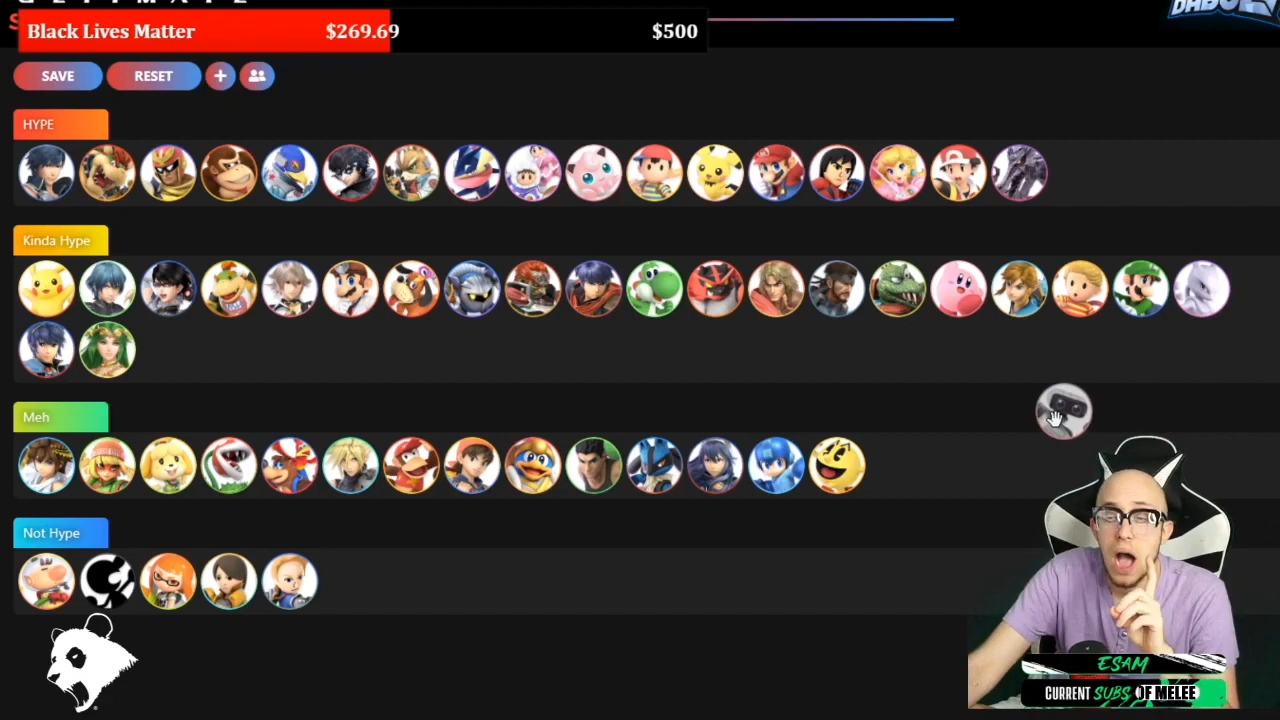 Black Lives Matter $269.69 $500
SAVE RESET +
HYPE
Kinda Hype
Meh
Not Hype
ESAM
CURRENT SUBS OF MELEE